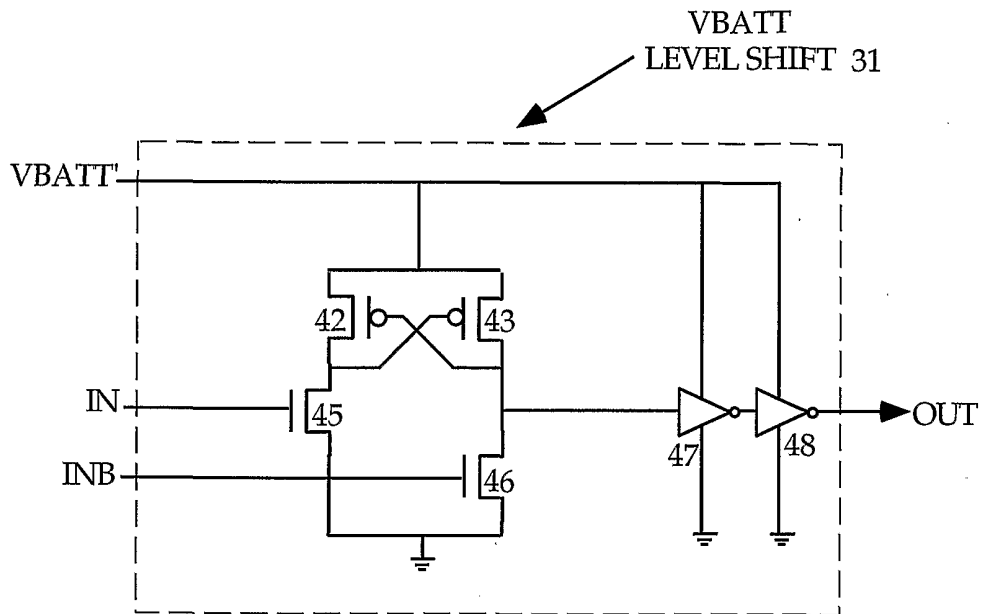 VBATT
LEVEL SHIFT 31
VBATT'
42
43
IN
45
OUT
47
48
INB
46